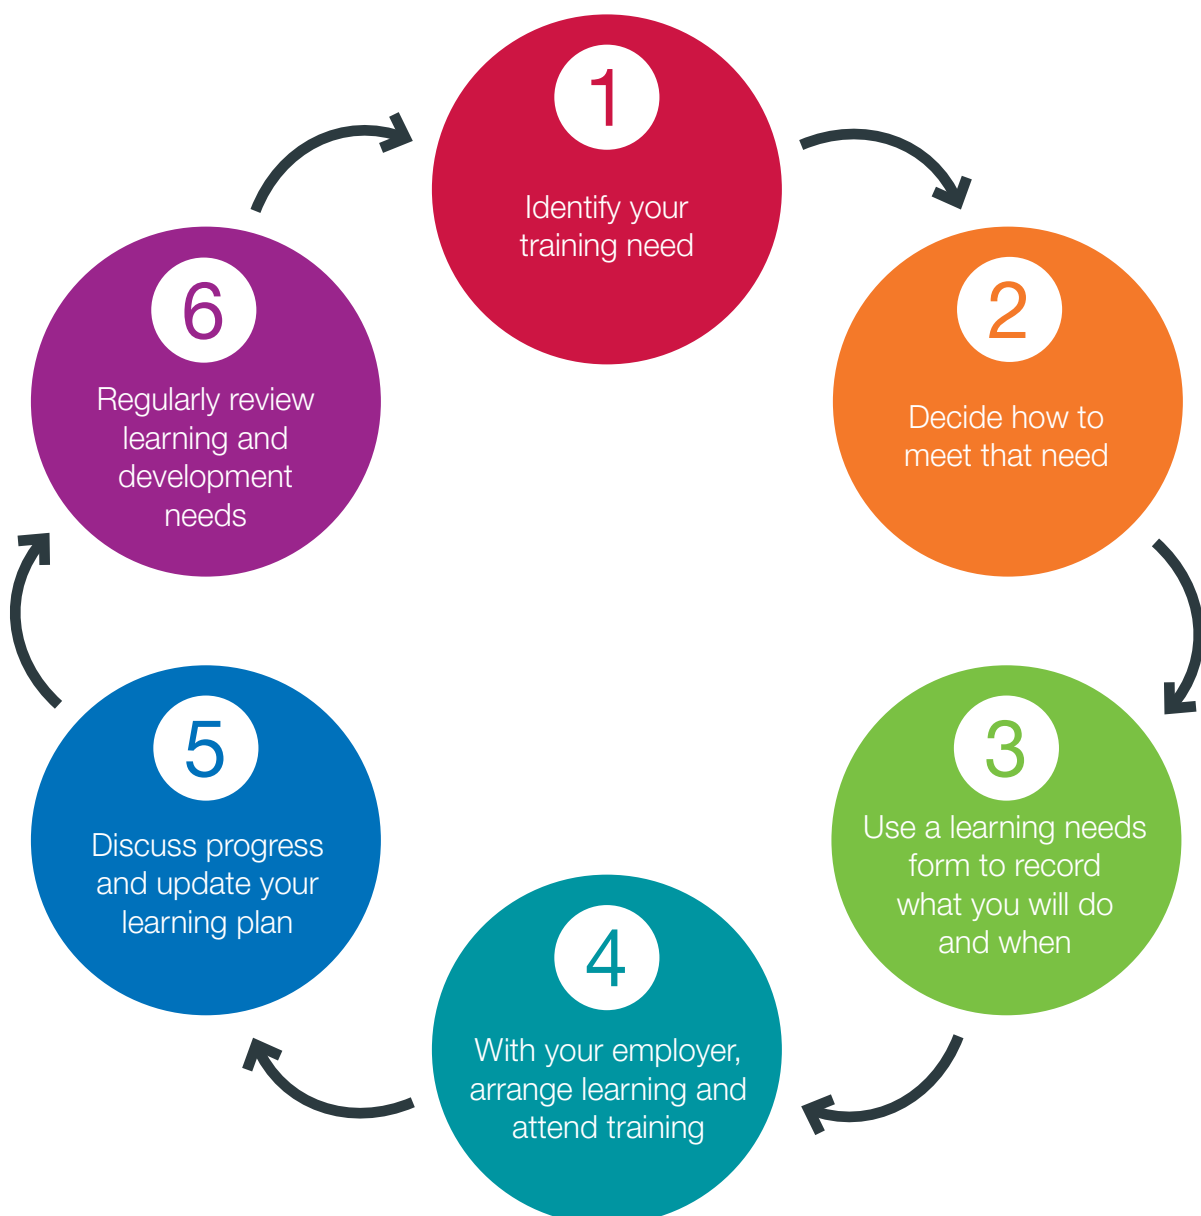 1
Identify your
training need
2
Decide how to
meet that need
3
Use a learning needs
form to record
what you will do
and when
4
With your employer,
arrange learning and
attend training
5
Discuss progress
and update your
learning plan
6
Regularly review
learning and
development
needs